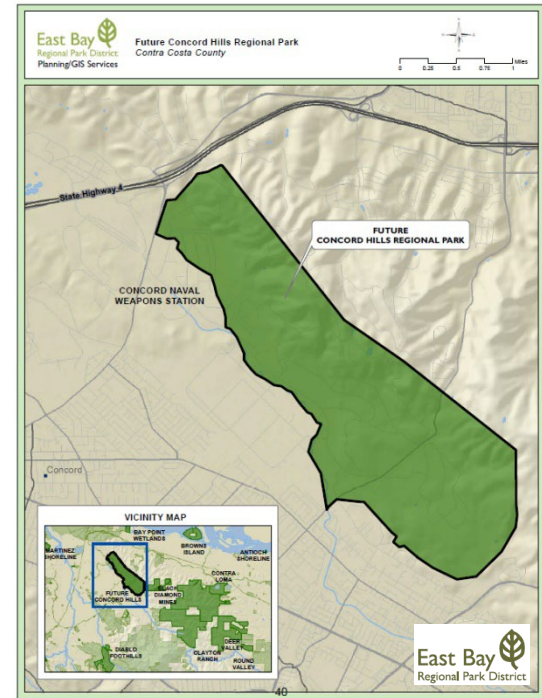 East Bay
Regional Park District
Planning/GIS Services
Future Concord Hills Regional Park
Contra Costa County
0 0.25 0.5 0.75 1 Miles
State Highway 4
FUTURE
CONCORD HILLS REGIONAL PARK
CONCORD NAVAL
WEAPONS STATION
Concord
VICINITY MAP
BAY POINT
WETLANDS
BROWNS
ISLAND
MARTINEZ
SHORELINE
ANTIOCH
SHORELINE
CONTRA
LOMA
FUTURE
CONCORD HILLS
BLACK
DIAMOND
MINES
DIABLO
FOOTHILLS
DEER
VALLEY
CLAYTON
RANCH
ROUND
VALLEY
East Bay
Regional Park District
40